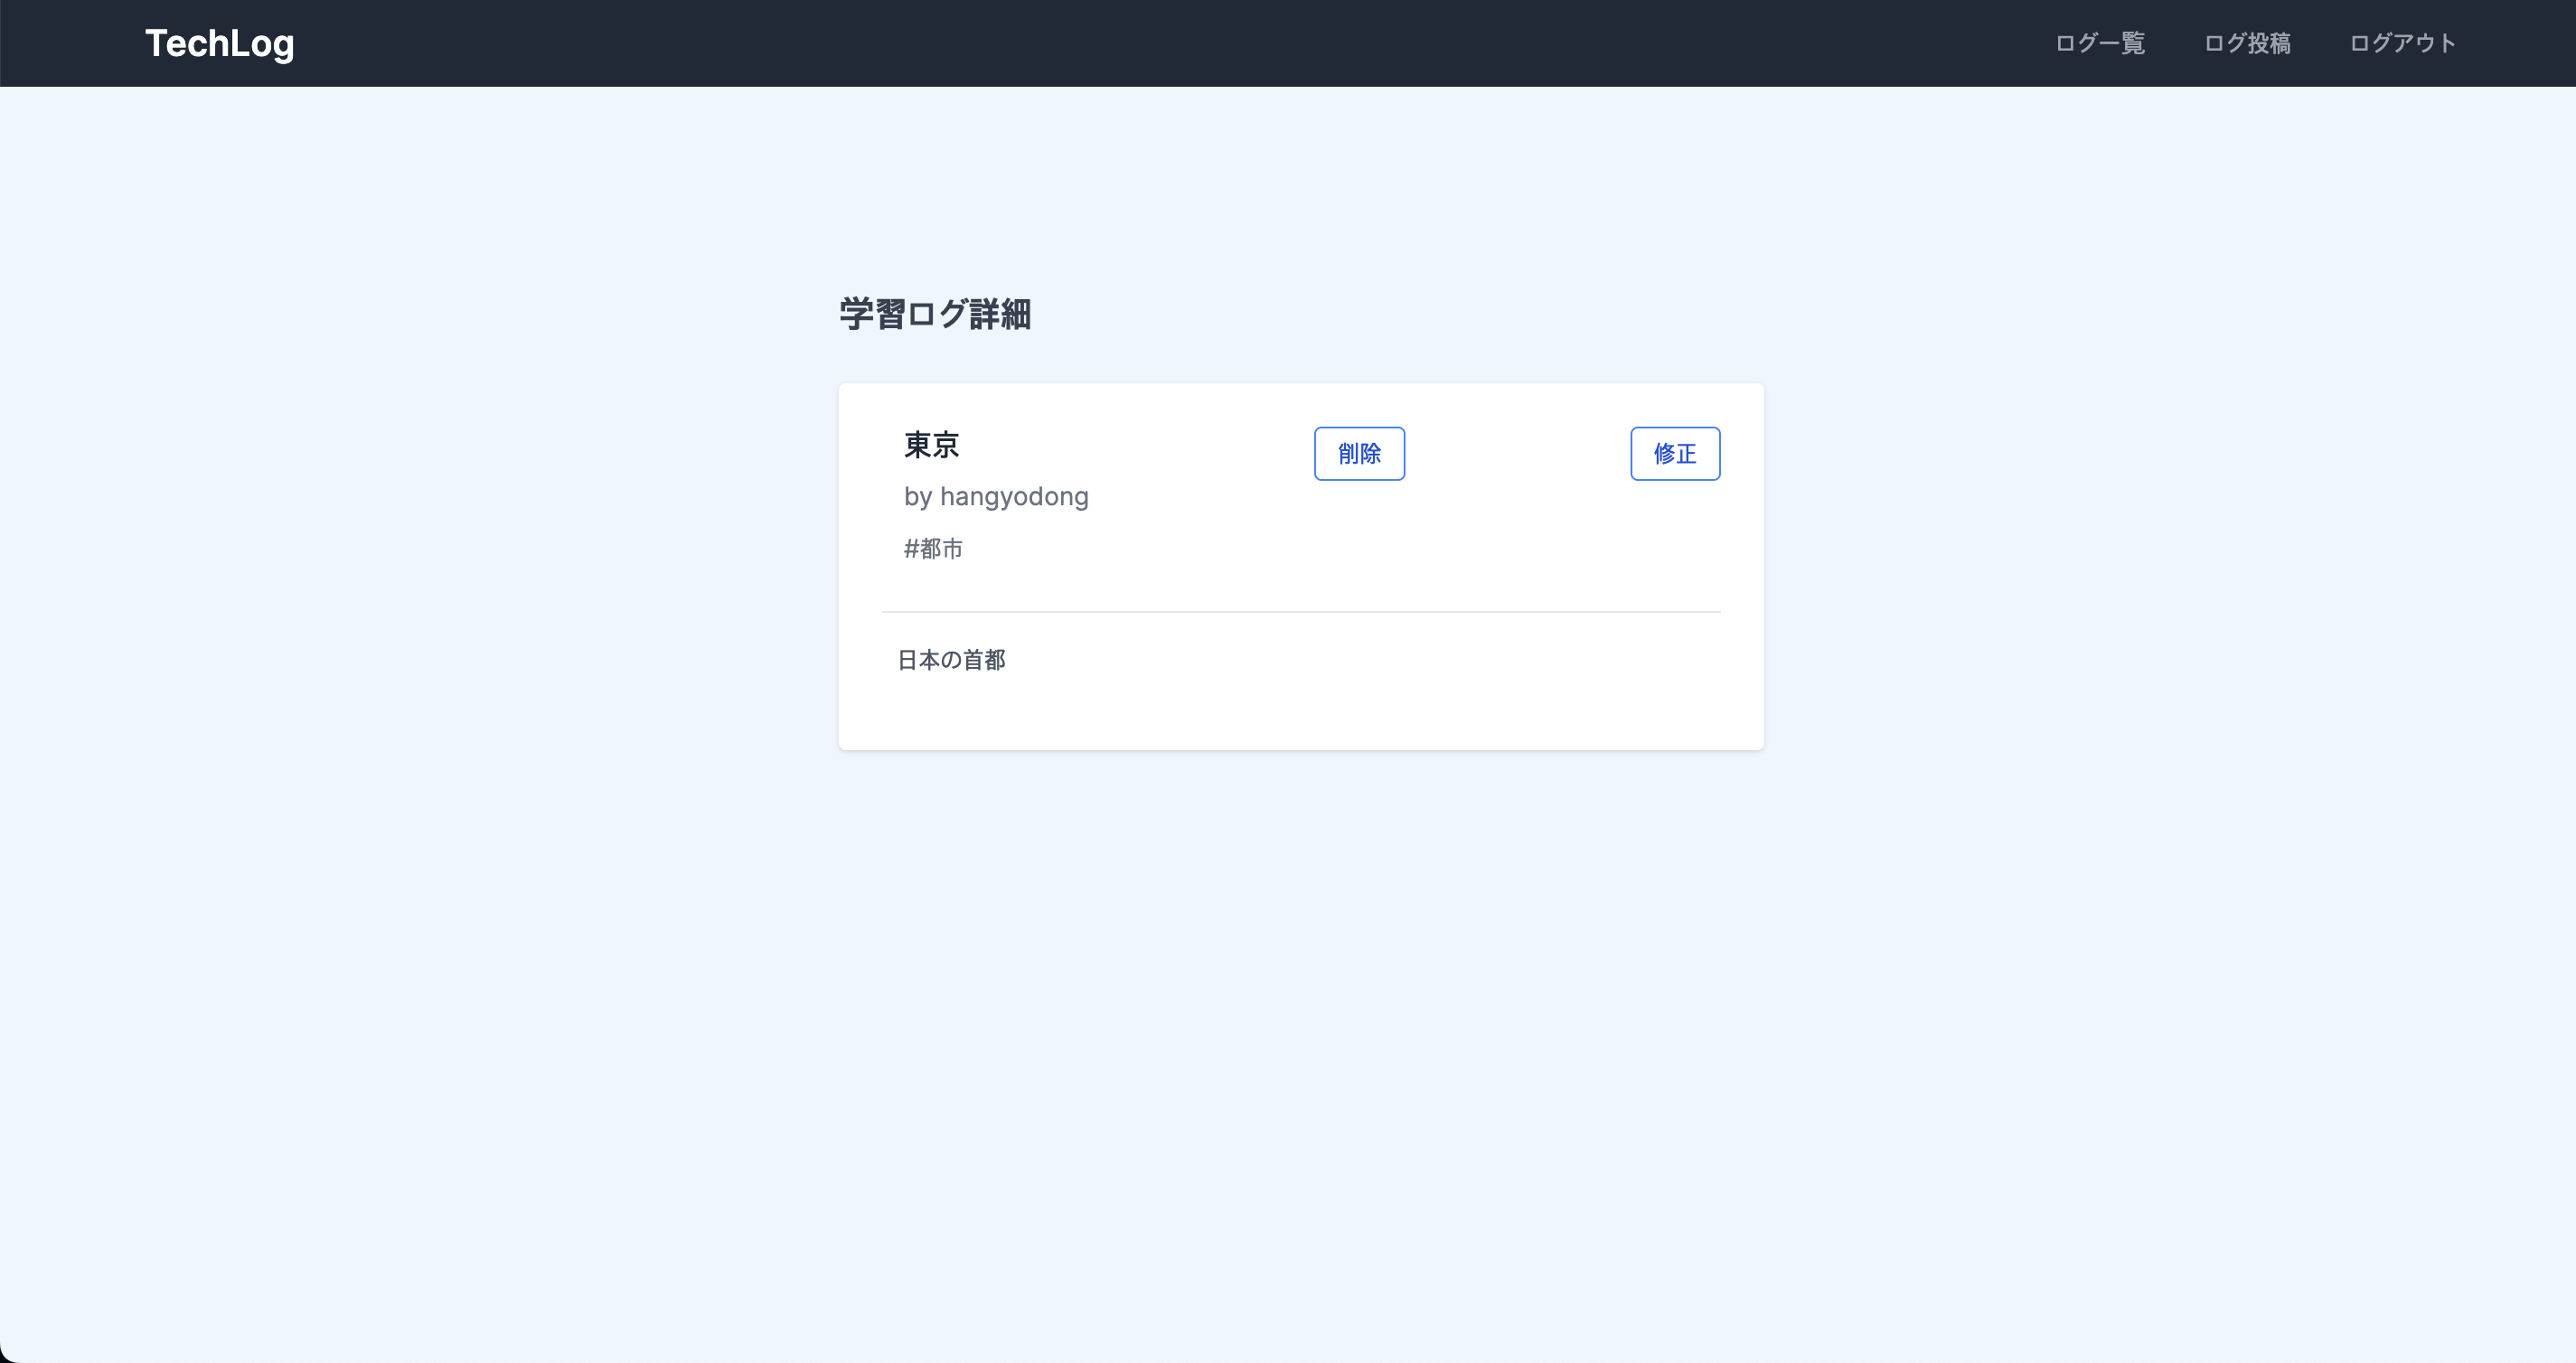 TechLog
ログ一覧 ログ投稿 ログアウト
学習ログ詳細
東京
削除 修正
by hangyodong
#都市
日本の首都